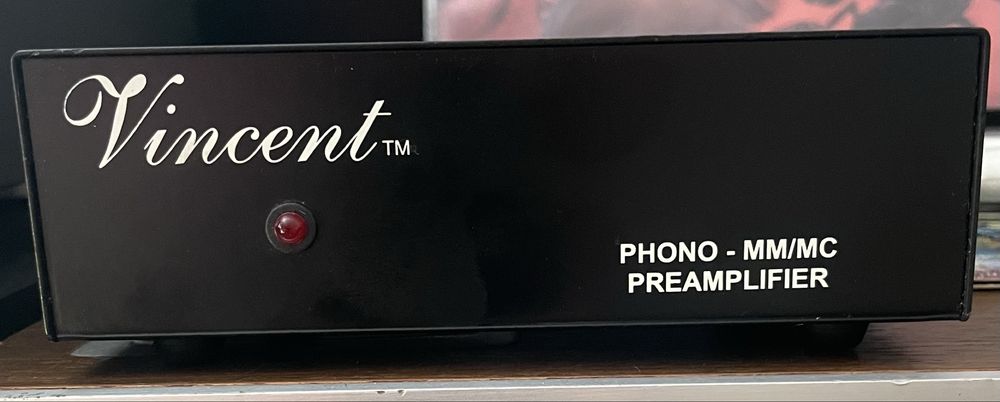 Vincent™
PHONO - MM/MC
PREAMPLIFIER